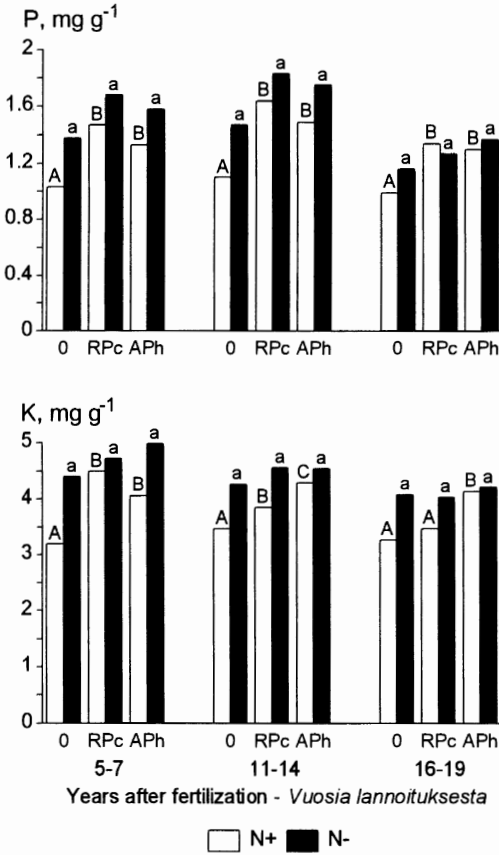 P, mg g-1
2
1.6
1.2
0.8
0.4
0
A a B a B a
A a B a B a
A a B a B a
0 RPc APh 0 RPc APh 0 RPc APh
K, mg g-1
5
4
3
2
1
0
A a B a B a
A a B a C a
A a A a B a
0 RPc APh 0 RPc APh 0 RPc APh
5-7 11-14 16-19
Years after fertilization - Vuosia lannoituksesta
N+ N-